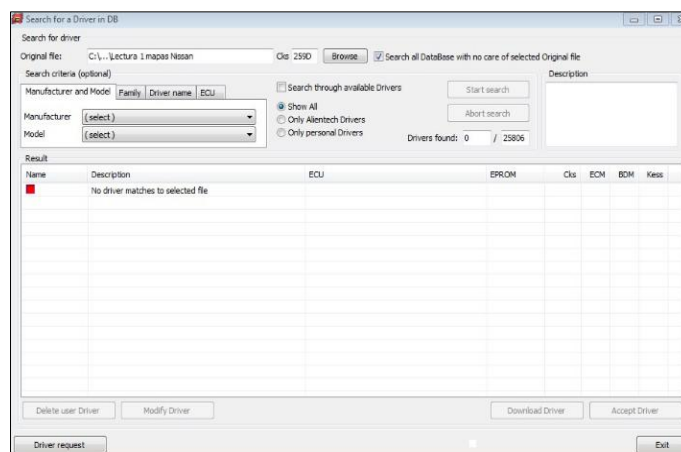 Search for a Driver in DB
Search for driver
Original file: C:\...\Lectura 1 mapas Nissan Cks 259D Browse Search all DataBase with no care of selected Original file
Search criteria (optional)
Manufacturer and Model Family Driver name ECU
Manufacturer ( select )
Model ( select )
Search through available Drivers
Show All
Only Alientech Drivers
Only personal Drivers
Start search
Abort search
Drivers found: 0 / 25806
Description
Result
Name Description ECU EPROM Cks ECM BDM Kess
No driver matches to selected file
Delete user Driver Modify Driver Download Driver Accept Driver
Driver request Exit